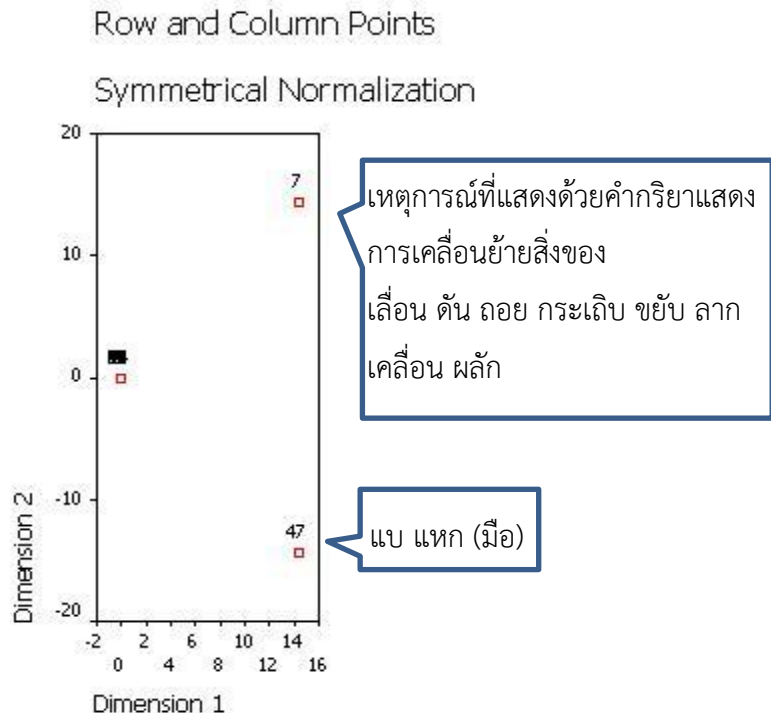 Row and Column Points
Symmetrical Normalization
20
7
เหตุการณ์ที่แสดงด้วยคำกริยาแสดง
การเคลื่อนย้ายสิ่งของ
เลื่อน ดัน ถอย กระเถิบ ขยับ ลาก
เคลื่อน ผลัก
10
0
-10
47
แบ แหก (มือ)
-20
Dimension 2
-2 2 6 10 14
0 4 8 12 16
Dimension 1